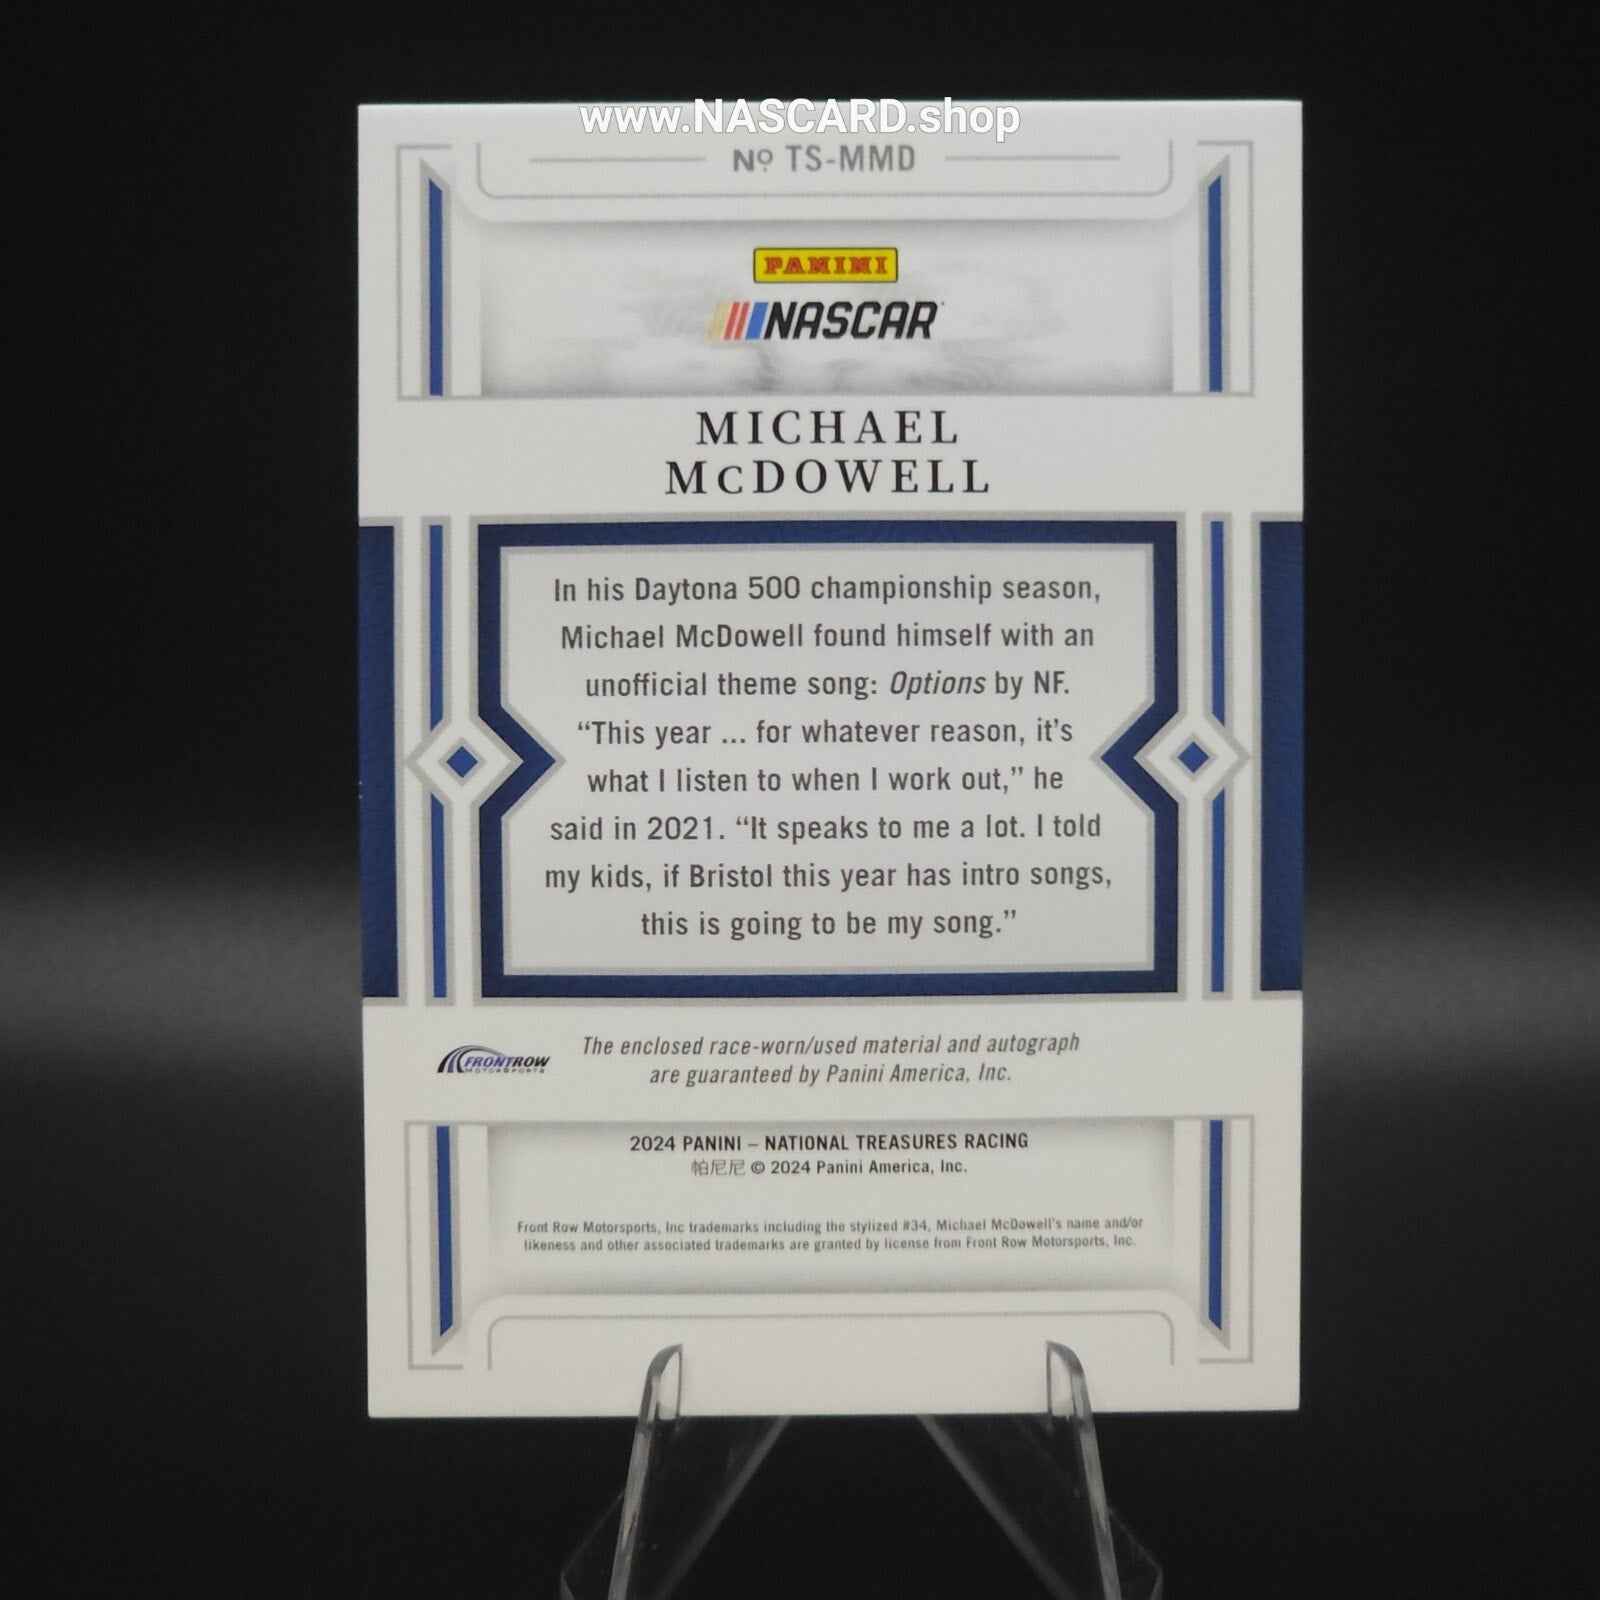 www.NASCARD.shop
Nº TS-MMD
PANINI
NASCAR
MICHAEL
McDOWELL
In his Daytona 500 championship season,
Michael McDowell found himself with an
unofficial theme song: Options by NF.
“This year ... for whatever reason, it’s
what I listen to when I work out,” he
said in 2021. “It speaks to me a lot. I told
my kids, if Bristol this year has intro songs,
this is going to be my song.”
FRONTROW
MOTORSPORTS
The enclosed race-worn/used material and autograph
are guaranteed by Panini America, Inc.
2024 PANINI – NATIONAL TREASURES RACING
帕尼尼 © 2024 Panini America, Inc.
Front Row Motorsports, Inc trademarks including the stylized #34, Michael McDowell's name and/or
likeness and other associated trademarks are granted by license from Front Row Motorsports, Inc.